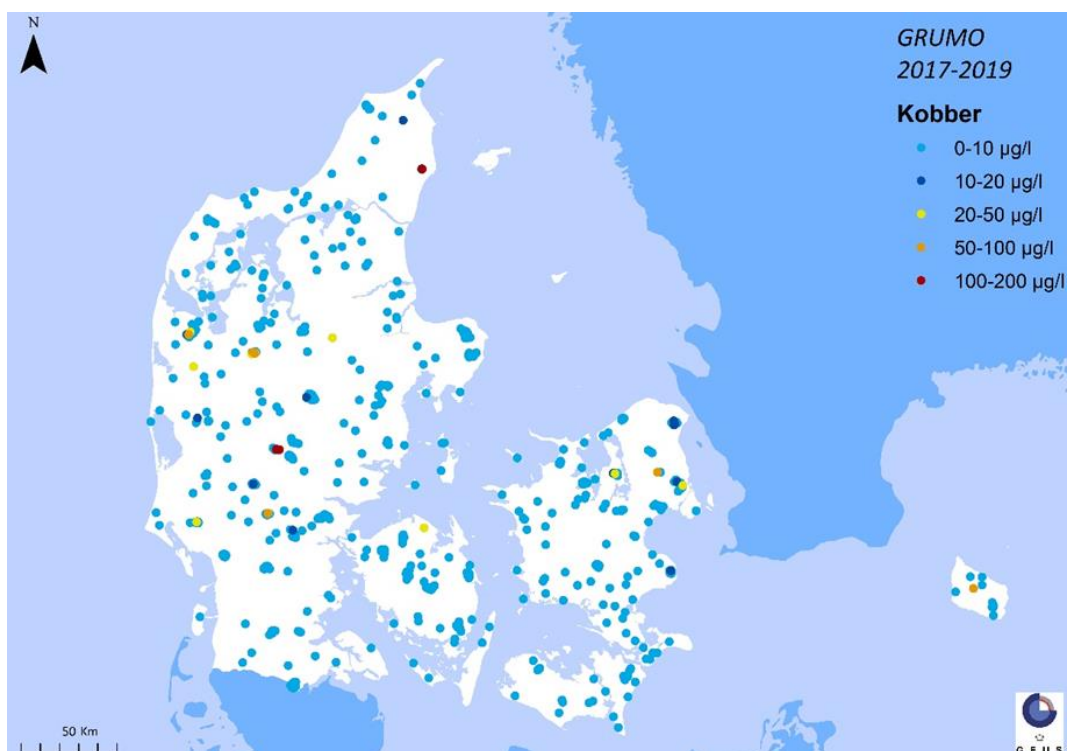 N
GRUMO
2017-2019
Kobber
0-10 µg/l
10-20 µg/l
20-50 µg/l
50-100 µg/l
100-200 µg/l
50 Km
G E U S